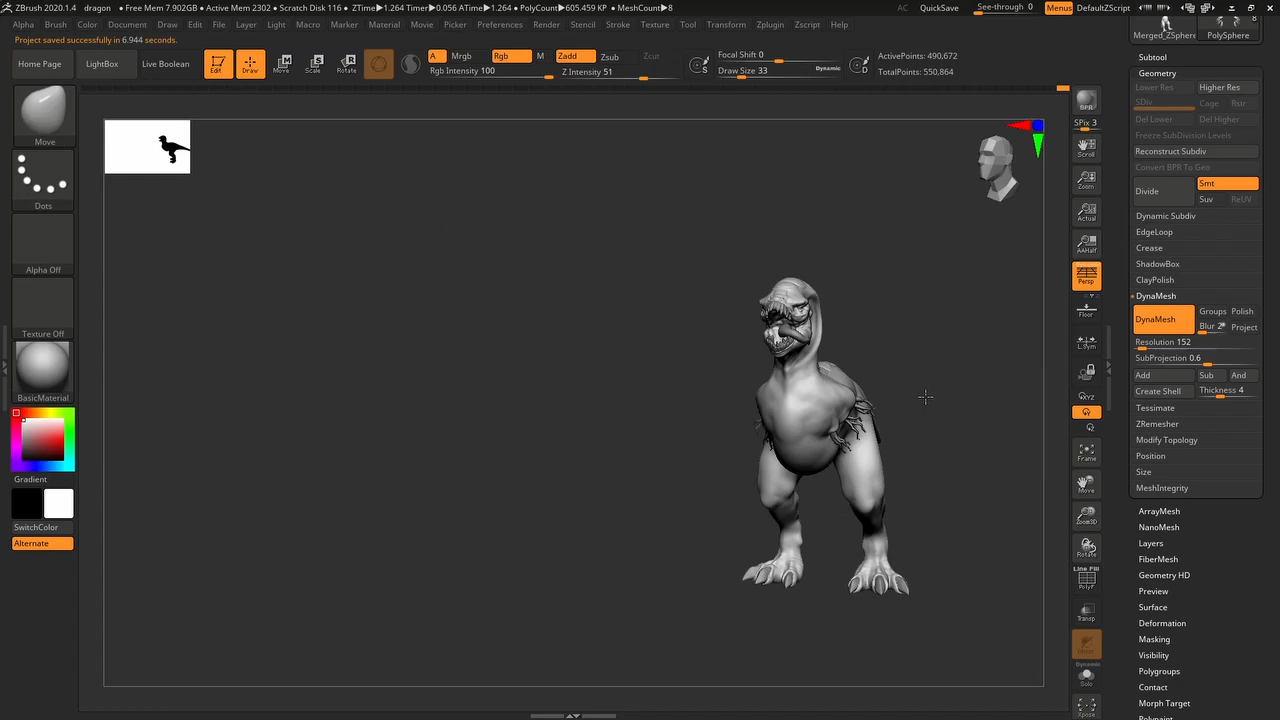 ZBrush 2020.1.4 dragon • Free Mem 7.902GB • Active Mem 2302 • Scratch Disk 116 • ZTime▶1.264 Timer▶0.056 ATime▶1.264 • PolyCount▶605.459 KP • MeshCount▶8 AC QuickSave See-through 0 Menus DefaultZScript
Alpha Brush Color Document Draw Edit File Layer Light Macro Marker Material Movie Picker Preferences Render Stencil Stroke Texture Tool Transform Zplugin Zscript Help
Project saved successfully in 6.944 seconds.
Home Page LightBox Live Boolean Edit Draw Move Scale Rotate
A Mrgb Rgb M Zadd Zsub Zcut
Rgb Intensity 100 Z Intensity 51
Focal Shift 0
Draw Size 33 Dynamic
S
D
ActivePoints: 490,672
TotalPoints: 550,864
Move
Dots
Alpha Off
Texture Off
BasicMaterial
Gradient
SwitchColor
Alternate
BPR
SPix 3
Scroll
Zoom
Actual
AAHalf
Persp
Floor
L.Sym
Frame
Move
Zoom3D
Rotate
Line Fill
PolyF
Transp
Dynamic
Solo
Xpose
Merged_ZSphere PolySphere
8
Subtool
Geometry
Lower Res Higher Res
SDiv Cage Rstr
Del Lower Del Higher
Freeze SubDivision Levels
Reconstruct Subdiv
Convert BPR To Geo
Divide Smt
Suv ReUV
Dynamic Subdiv
EdgeLoop
Crease
ShadowBox
ClayPolish
DynaMesh
DynaMesh Groups Polish
Blur 2 Project
Resolution 152
SubProjection 0.6
Add Sub And
Create Shell Thickness 4
Tessimate
ZRemesher
Modify Topology
Position
Size
MeshIntegrity
ArrayMesh
NanoMesh
Layers
FiberMesh
Geometry HD
Preview
Surface
Deformation
Masking
Visibility
Polygroups
Contact
Morph Target
Polypaint